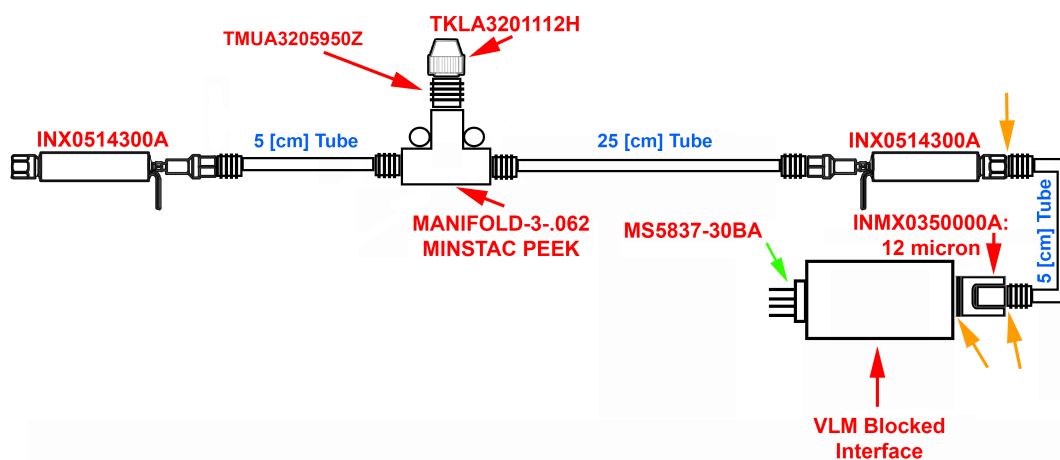 TKLA3201112H
TMUA3205950Z
INX0514300A
5 [cm] Tube
25 [cm] Tube
INX0514300A
MANIFOLD-3-.062
MINSTAC PEEK
MS5837-30BA
INMX0350000A:
12 micron
5 [cm] Tube
VLM Blocked
Interface